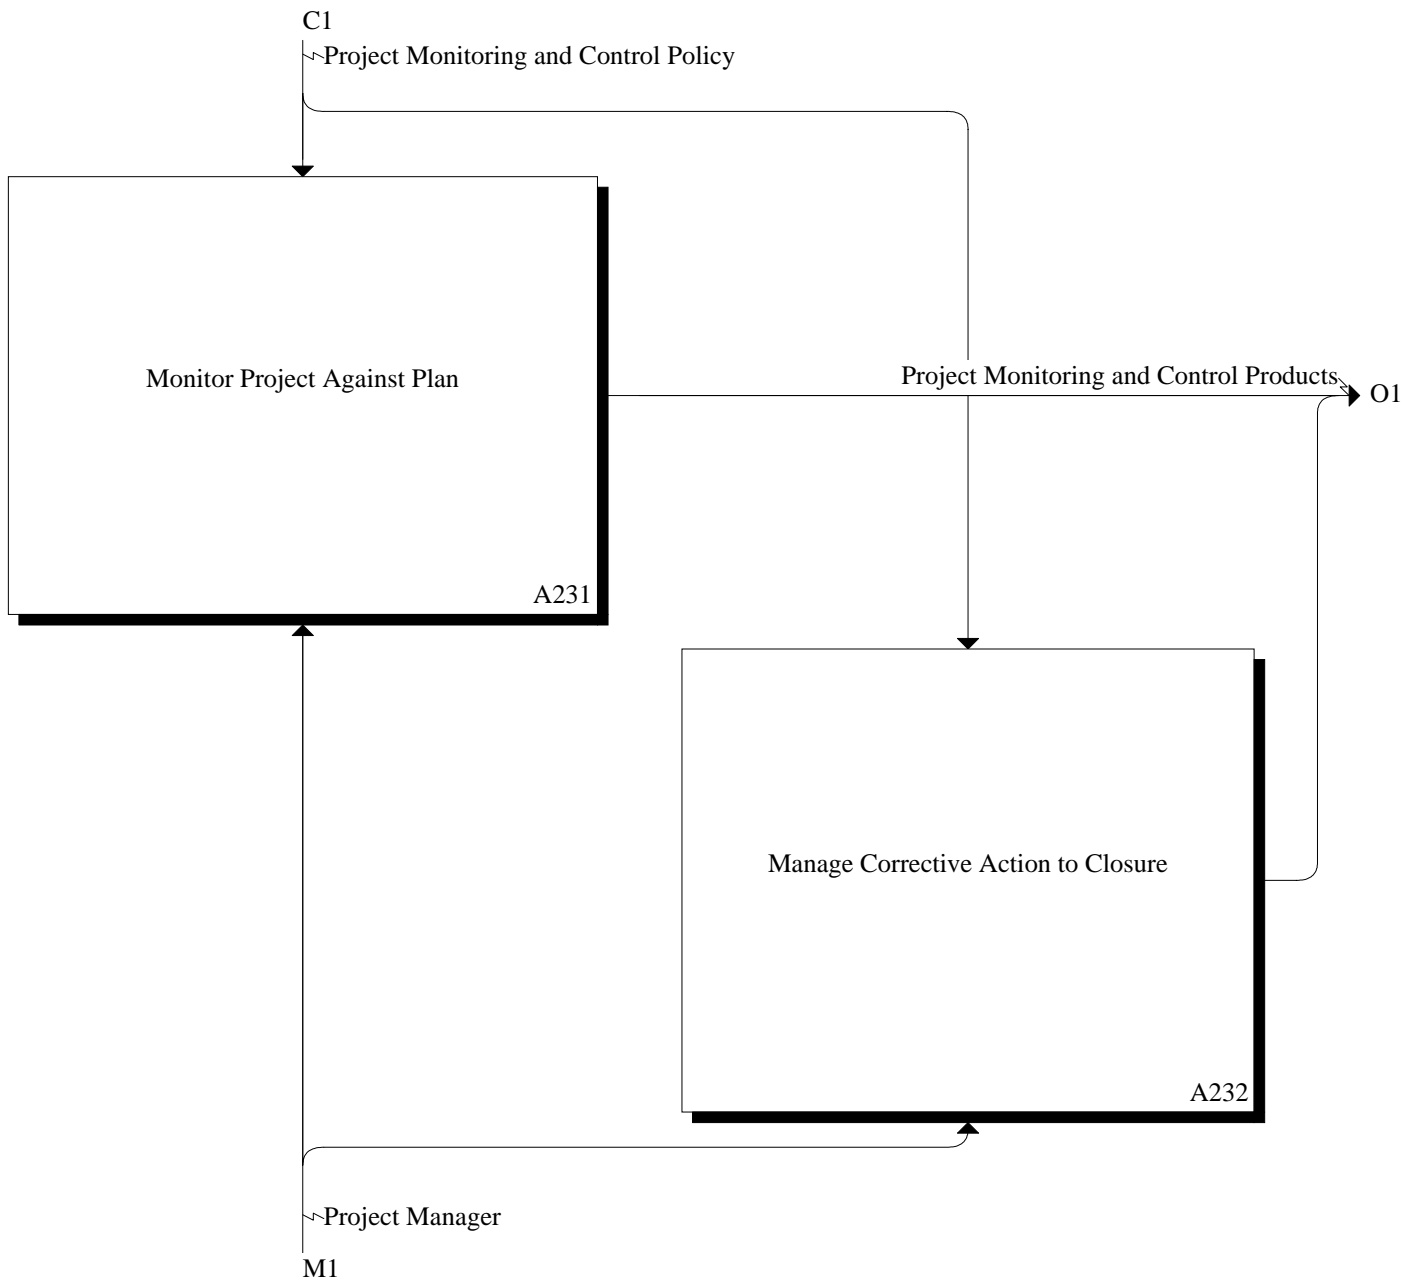 C1
Project Monitoring and Control Policy
Monitor Project Against Plan
Project Monitoring and Control Products
O1
A231
Manage Corrective Action to Closure
A232
Project Manager
M1